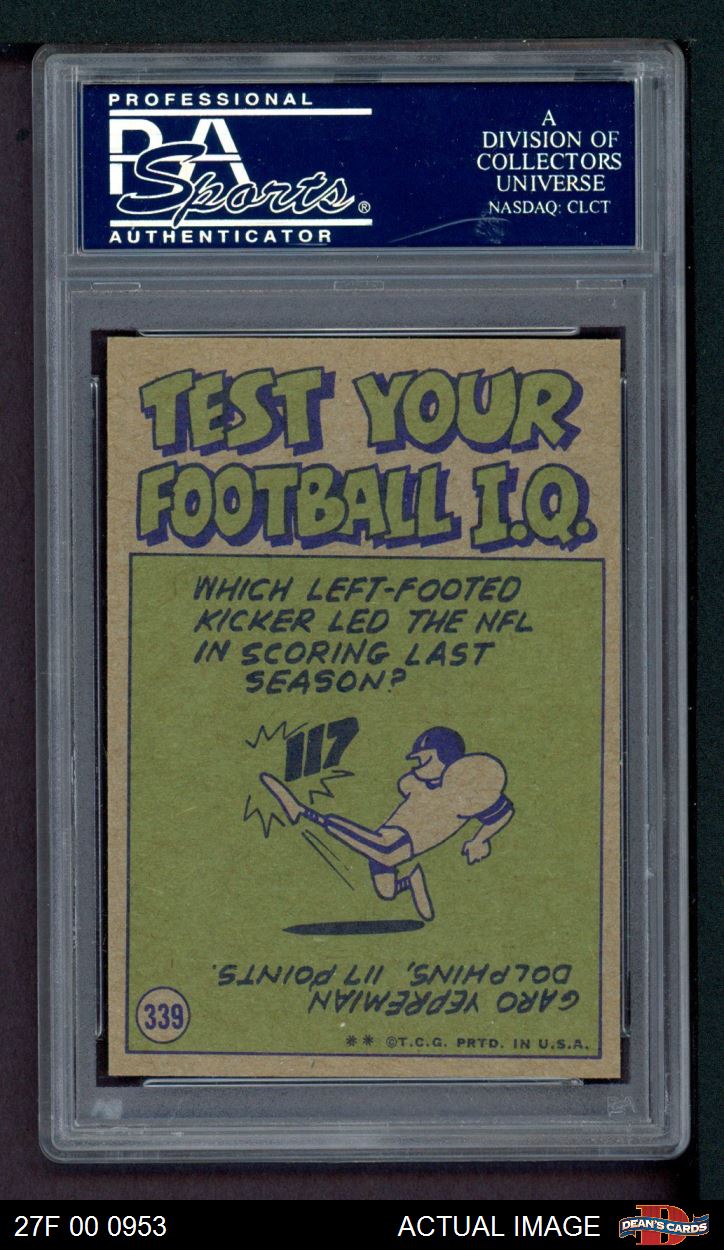 PROFESSIONAL
PSA
Sports®
AUTHENTICATOR
A
DIVISION OF
COLLECTORS
UNIVERSE
NASDAQ: CLCT
TEST YOUR
FOOTBALL I.Q.
WHICH LEFT-FOOTED
KICKER LED THE NFL
IN SCORING LAST
SEASON?
117
GARO YEPREMIAN
DOLPHINS, 117 POINTS.
339
** ©T.C.G. PRTD. IN U.S.A.
27F 00 0953
ACTUAL IMAGE
D
DEAN'S CARDS